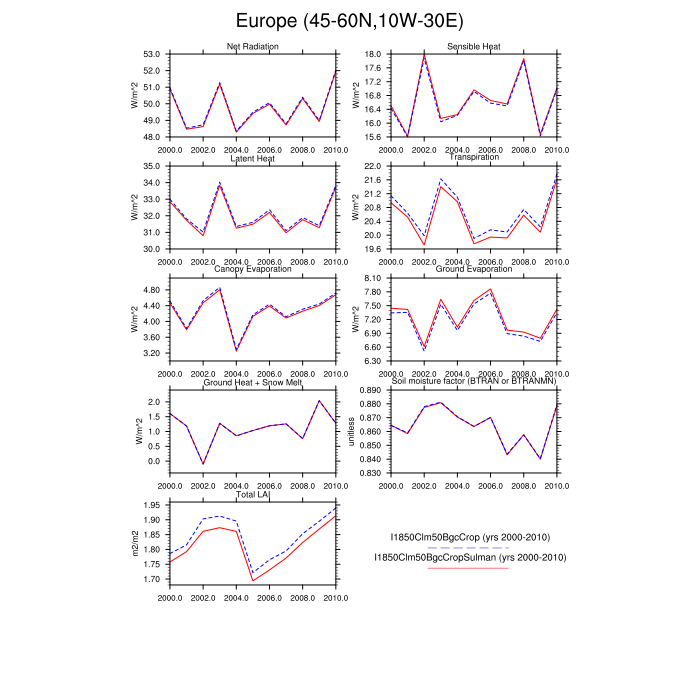 Europe (45-60N,10W-30E)
Net Radiation
W/m^2
53.0
52.0
51.0
50.0
49.0
48.0
2000.0 2002.0 2004.0 2006.0 2008.0 2010.0
Sensible Heat
W/m^2
18.0
17.6
17.2
16.8
16.4
16.0
15.6
2000.0 2002.0 2004.0 2006.0 2008.0 2010.0
Latent Heat
W/m^2
35.0
34.0
33.0
32.0
31.0
30.0
2000.0 2002.0 2004.0 2006.0 2008.0 2010.0
Transpiration
W/m^2
22.0
21.6
21.2
20.8
20.4
20.0
19.6
2000.0 2002.0 2004.0 2006.0 2008.0 2010.0
Canopy Evaporation
W/m^2
4.80
4.40
4.00
3.60
3.20
2000.0 2002.0 2004.0 2006.0 2008.0 2010.0
Ground Evaporation
W/m^2
8.10
7.80
7.50
7.20
6.90
6.60
6.30
2000.0 2002.0 2004.0 2006.0 2008.0 2010.0
Ground Heat + Snow Melt
W/m^2
2.0
1.5
1.0
0.5
0.0
2000.0 2002.0 2004.0 2006.0 2008.0 2010.0
Soil moisture factor (BTRAN or BTRANMN)
unitless
0.890
0.880
0.870
0.860
0.850
0.840
0.830
2000.0 2002.0 2004.0 2006.0 2008.0 2010.0
Total LAI
m2/m2
1.95
1.90
1.85
1.80
1.75
1.70
2000.0 2002.0 2004.0 2006.0 2008.0 2010.0
I1850Clm50BgcCrop (yrs 2000-2010)
I1850Clm50BgcCropSulman (yrs 2000-2010)